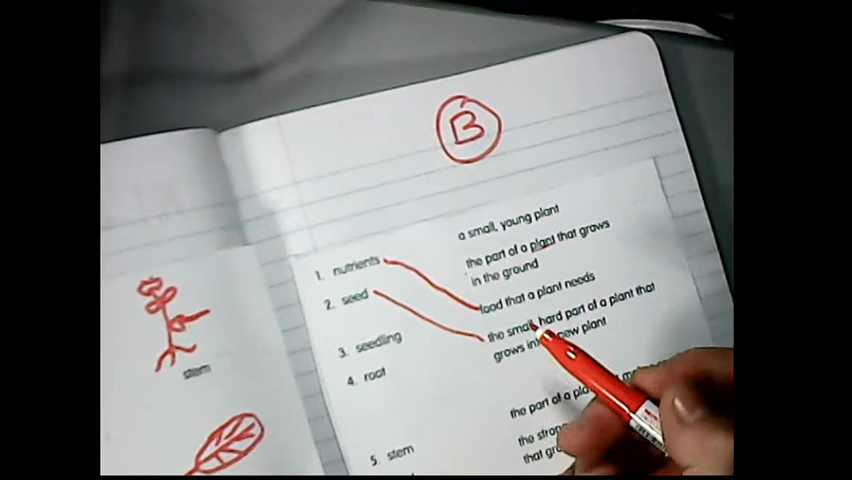 B
a small, young plant
1. nutrients
the part of a plant that grows
in the ground
2. seed
food that a plant needs
the small, hard part of a plant that
grows new plant
3. seedling
4. root
stem
the part of a
the
5. stem
that